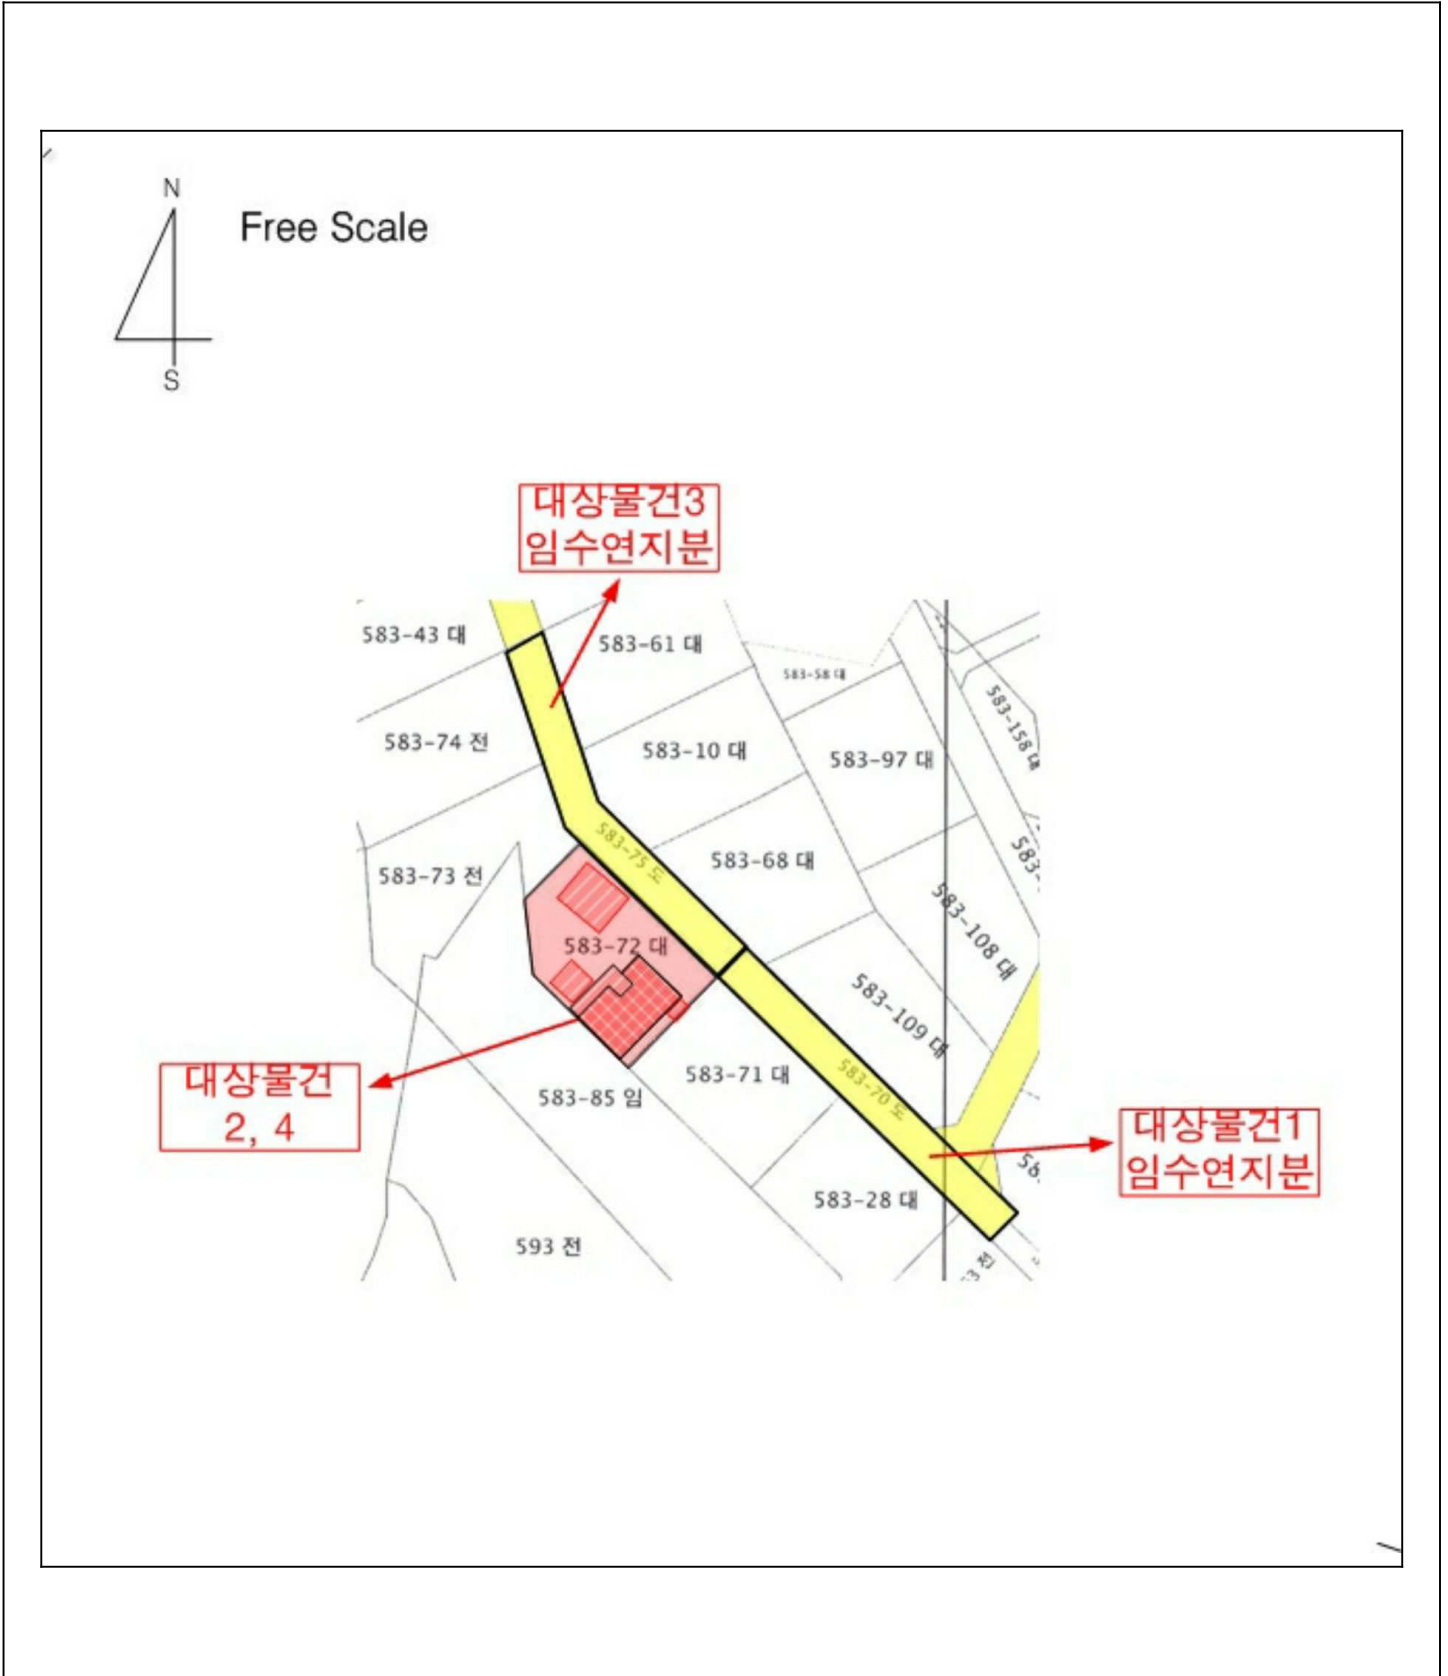 N
Free Scale
S
대상물건3
임수연지분
583-43 대
583-61 대
583-58 대
583-158 대
583-74 전
583-10 대
583-97 대
583-75 도
583-68 대
583-
583-73 전
583-108 대
583-72 대
583-109 대
대상물건
2, 4
583-85 임
583-71 대
583-70 도
대상물건1
임수연지분
58
583-28 대
593 전
3 전